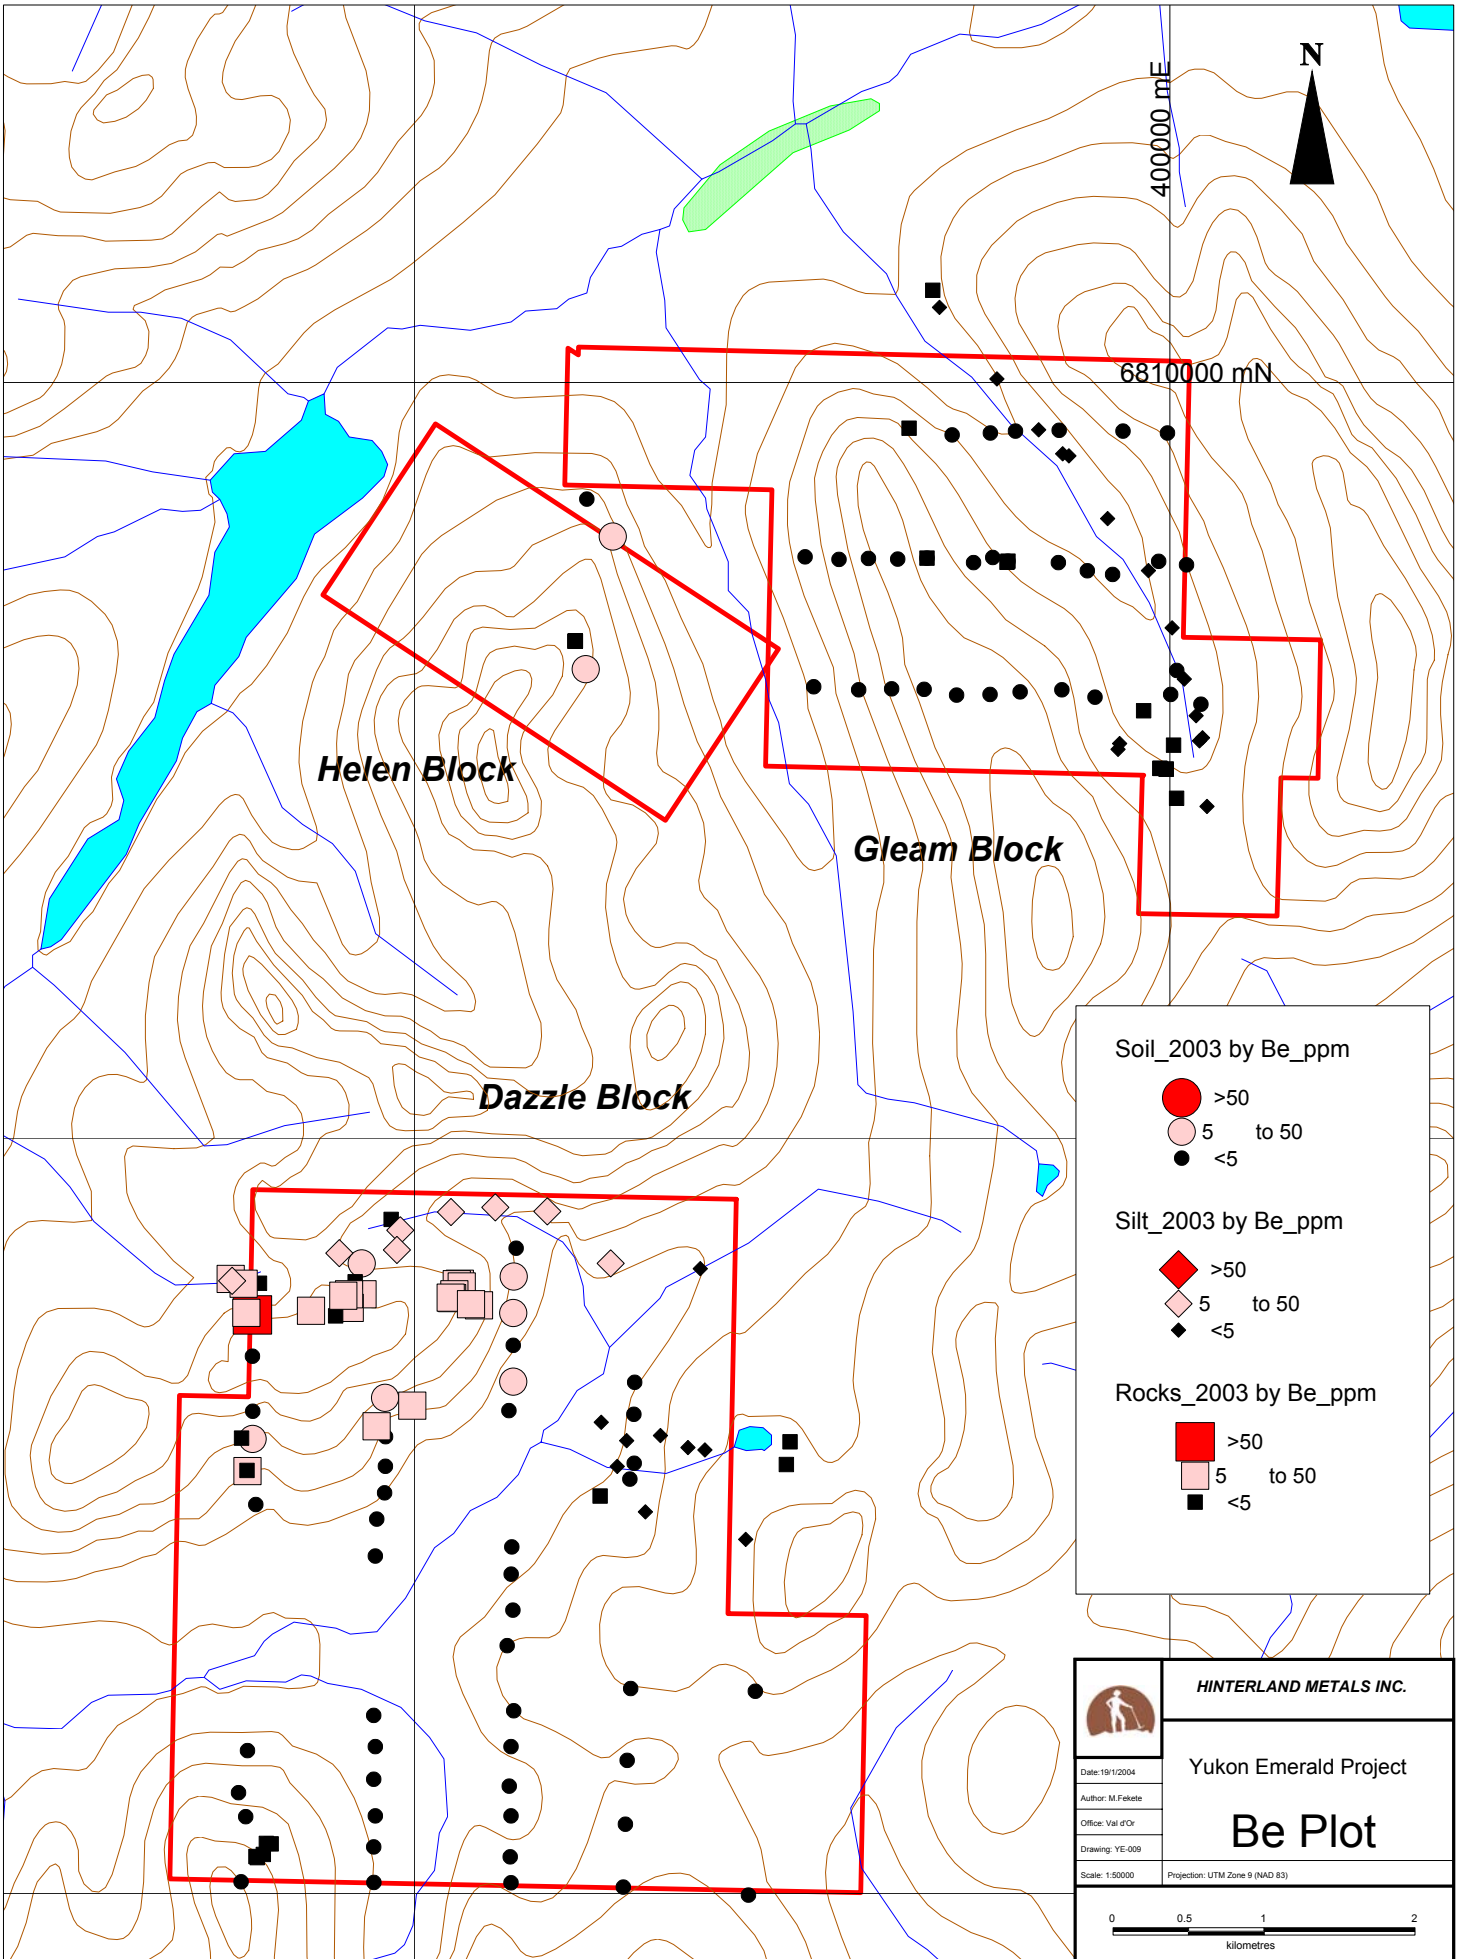 N
400000 mE
6810000 mN
Helen Block
Gleam Block
Dazzle Block
Soil_2003 by Be_ppm
>50
5 to 50
<5
Silt_2003 by Be_ppm
>50
5 to 50
<5
Rocks_2003 by Be_ppm
>50
5 to 50
<5
HINTERLAND METALS INC.
Yukon Emerald Project
Be Plot
Date:19/1/2004
Author: M.Fekete
Office: Val d'Or
Drawing: YE-009
Scale: 1:50000
Projection: UTM Zone 9 (NAD 83)
0 0.5 1 2
kilometres